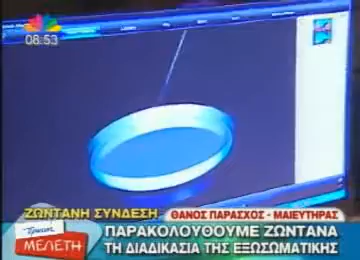 08:53
ΖΩΝΤΑΝΗ ΣΥΝΔΕΣΗ
ΘΑΝΟΣ ΠΑΡΑΣΧΟΣ - ΜΑΙΕΥΤΗΡΑΣ
Πρωινή ΜΕΛΕΤΗ
ΠΑΡΑΚΟΛΟΥΘΟΥΜΕ ΖΩΝΤΑΝΑ
ΤΗ ΔΙΑΔΙΚΑΣΙΑ ΤΗΣ ΕΞΩΣΩΜΑΤΙΚΗΣ